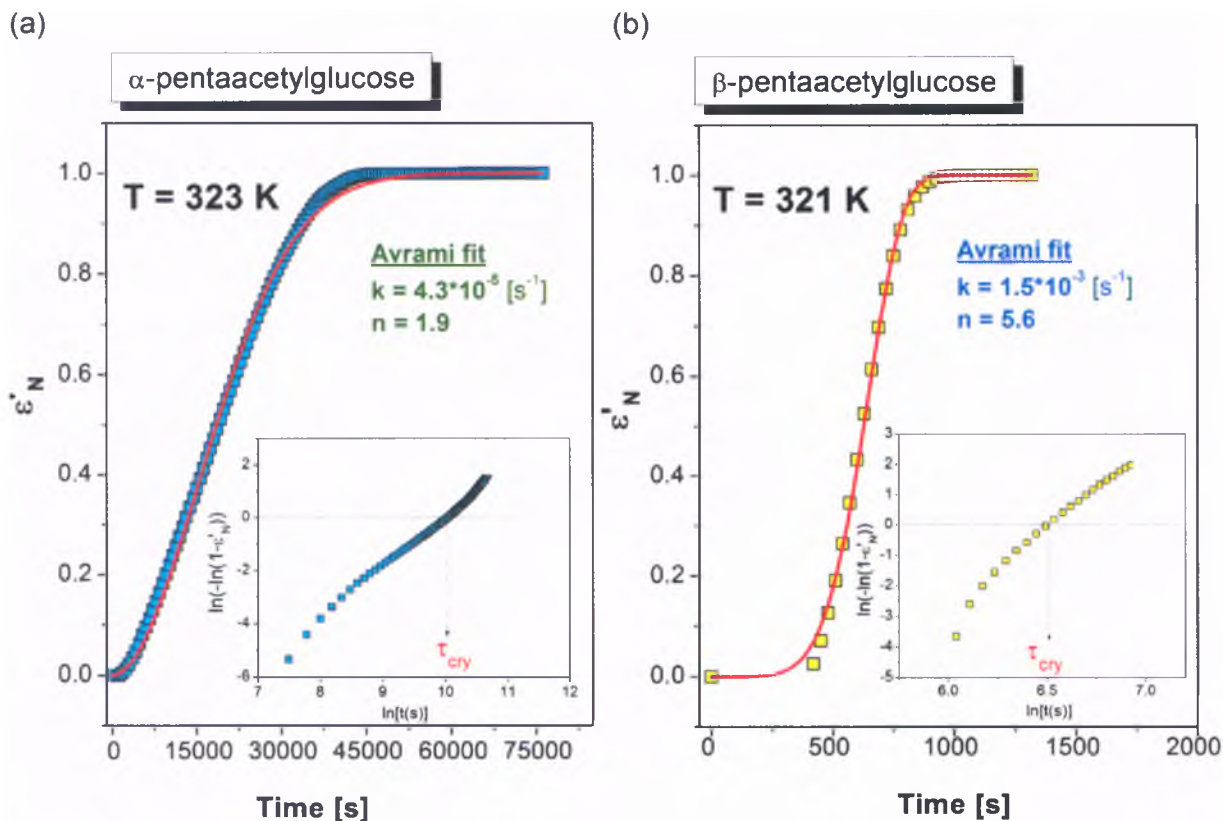 (a)
α-pentaacetylglucose
T = 323 K
Avrami fit
k = 4.3*10⁻⁵ [s⁻¹]
n = 1.9
ε'N
1.0
0.8
0.6
0.4
0.2
0.0
0 15000 30000 45000 60000 75000
Time [s]
ln(-ln(1-ε'N))
2
0
-2
-4
-6
7 8 9 10 11 12
ln[t(s)]
τcry
(b)
β-pentaacetylglucose
T = 321 K
Avrami fit
k = 1.5*10⁻³ [s⁻¹]
n = 5.6
ε'N
1.0
0.8
0.6
0.4
0.2
0.0
0 500 1000 1500 2000
Time [s]
ln(-ln(1-ε'N))
3
2
1
0
-1
-2
-3
-4
-5
6.0 6.5 7.0
ln[t(s)]
τcry